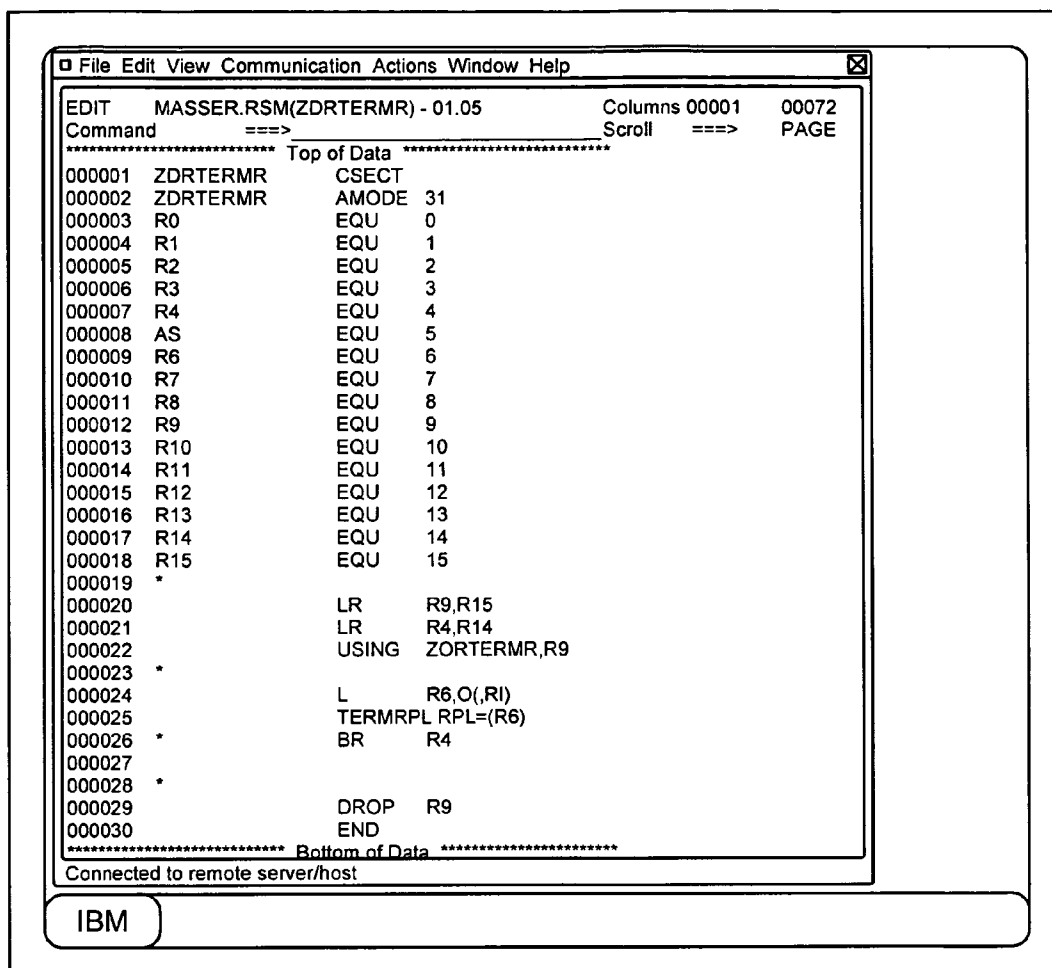 File Edit View Communication Actions Window Help
EDIT MASSER.RSM(ZDRTERMR) - 01.05 Columns 00001 00072
Command ===>_________________________Scroll ===> PAGE
*************************** Top of Data ***************************
000001 ZDRTERMR CSECT
000002 ZDRTERMR AMODE 31
000003 R0 EQU 0
000004 R1 EQU 1
000005 R2 EQU 2
000006 R3 EQU 3
000007 R4 EQU 4
000008 AS EQU 5
000009 R6 EQU 6
000010 R7 EQU 7
000011 R8 EQU 8
000012 R9 EQU 9
000013 R10 EQU 10
000014 R11 EQU 11
000015 R12 EQU 12
000016 R13 EQU 13
000017 R14 EQU 14
000018 R15 EQU 15
000019 *
000020 LR R9,R15
000021 LR R4,R14
000022 USING ZORTERMR,R9
000023 *
000024 L R6,O(,RI)
000025 TERMRPL RPL=(R6)
000026 * BR R4
000027
000028 *
000029 DROP R9
000030 END
**************************** Bottom of Data ***********************
Connected to remote server/host
IBM